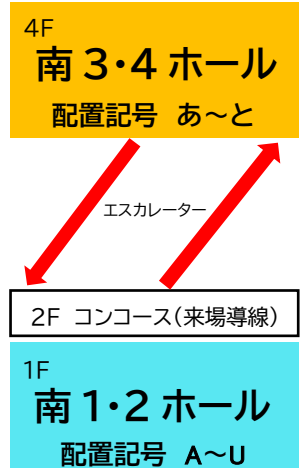 4F
南3・4ホール
配置記号 あ～と
エスカレーター
2F コンコース（来場導線）
1F
南1・2ホール
配置記号 A～U